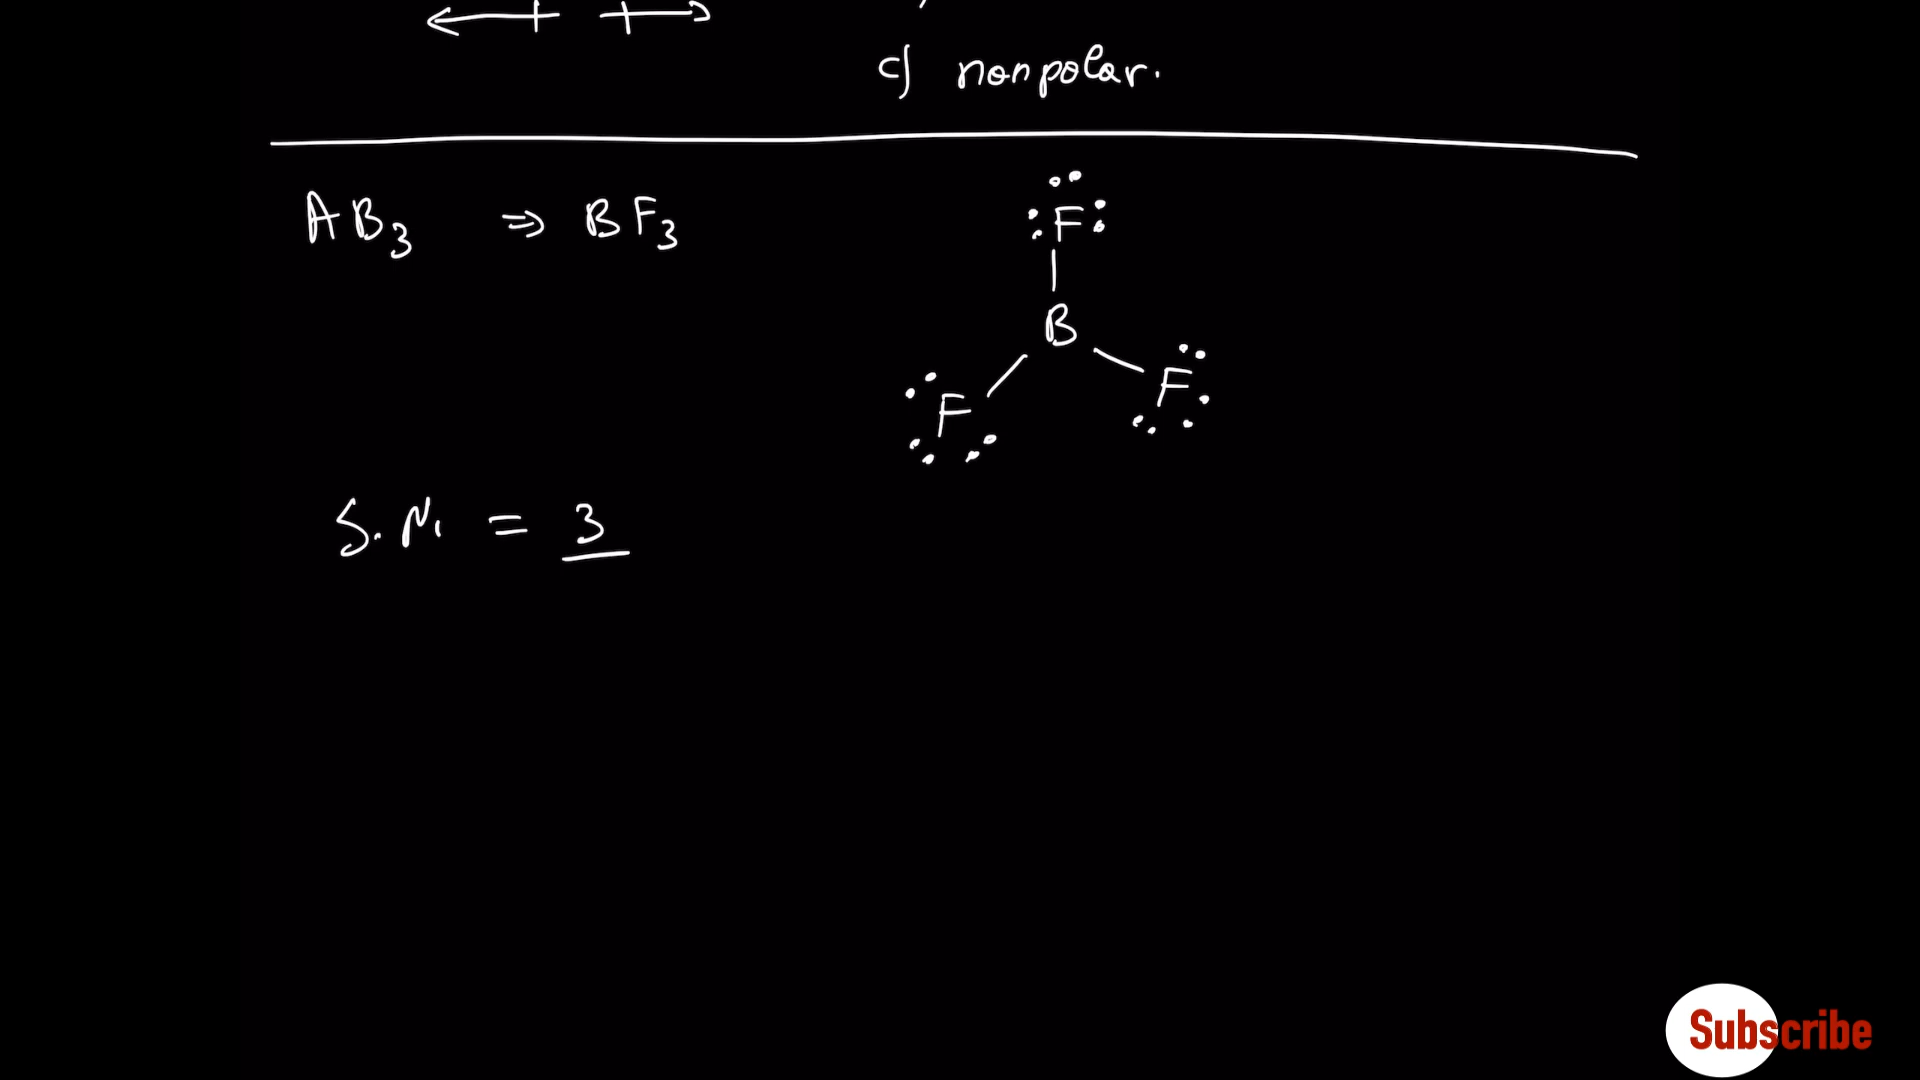 c) nonpolar.
AB₃ ⇒ BF₃
F
B
F
F
S.N. = 3
Subscribe